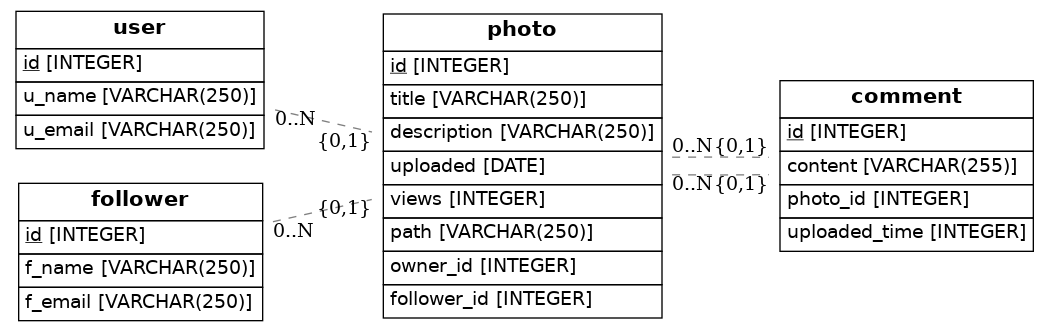 user
id [INTEGER]
u_name [VARCHAR(250)]
u_email [VARCHAR(250)]
follower
id [INTEGER]
f_name [VARCHAR(250)]
f_email [VARCHAR(250)]
0..N
{0,1}
{0,1}
0..N
photo
id [INTEGER]
title [VARCHAR(250)]
description [VARCHAR(250)]
uploaded [DATE]
views [INTEGER]
path [VARCHAR(250)]
owner_id [INTEGER]
follower_id [INTEGER]
0..N {0,1}
0..N {0,1}
comment
id [INTEGER]
content [VARCHAR(255)]
photo_id [INTEGER]
uploaded_time [INTEGER]